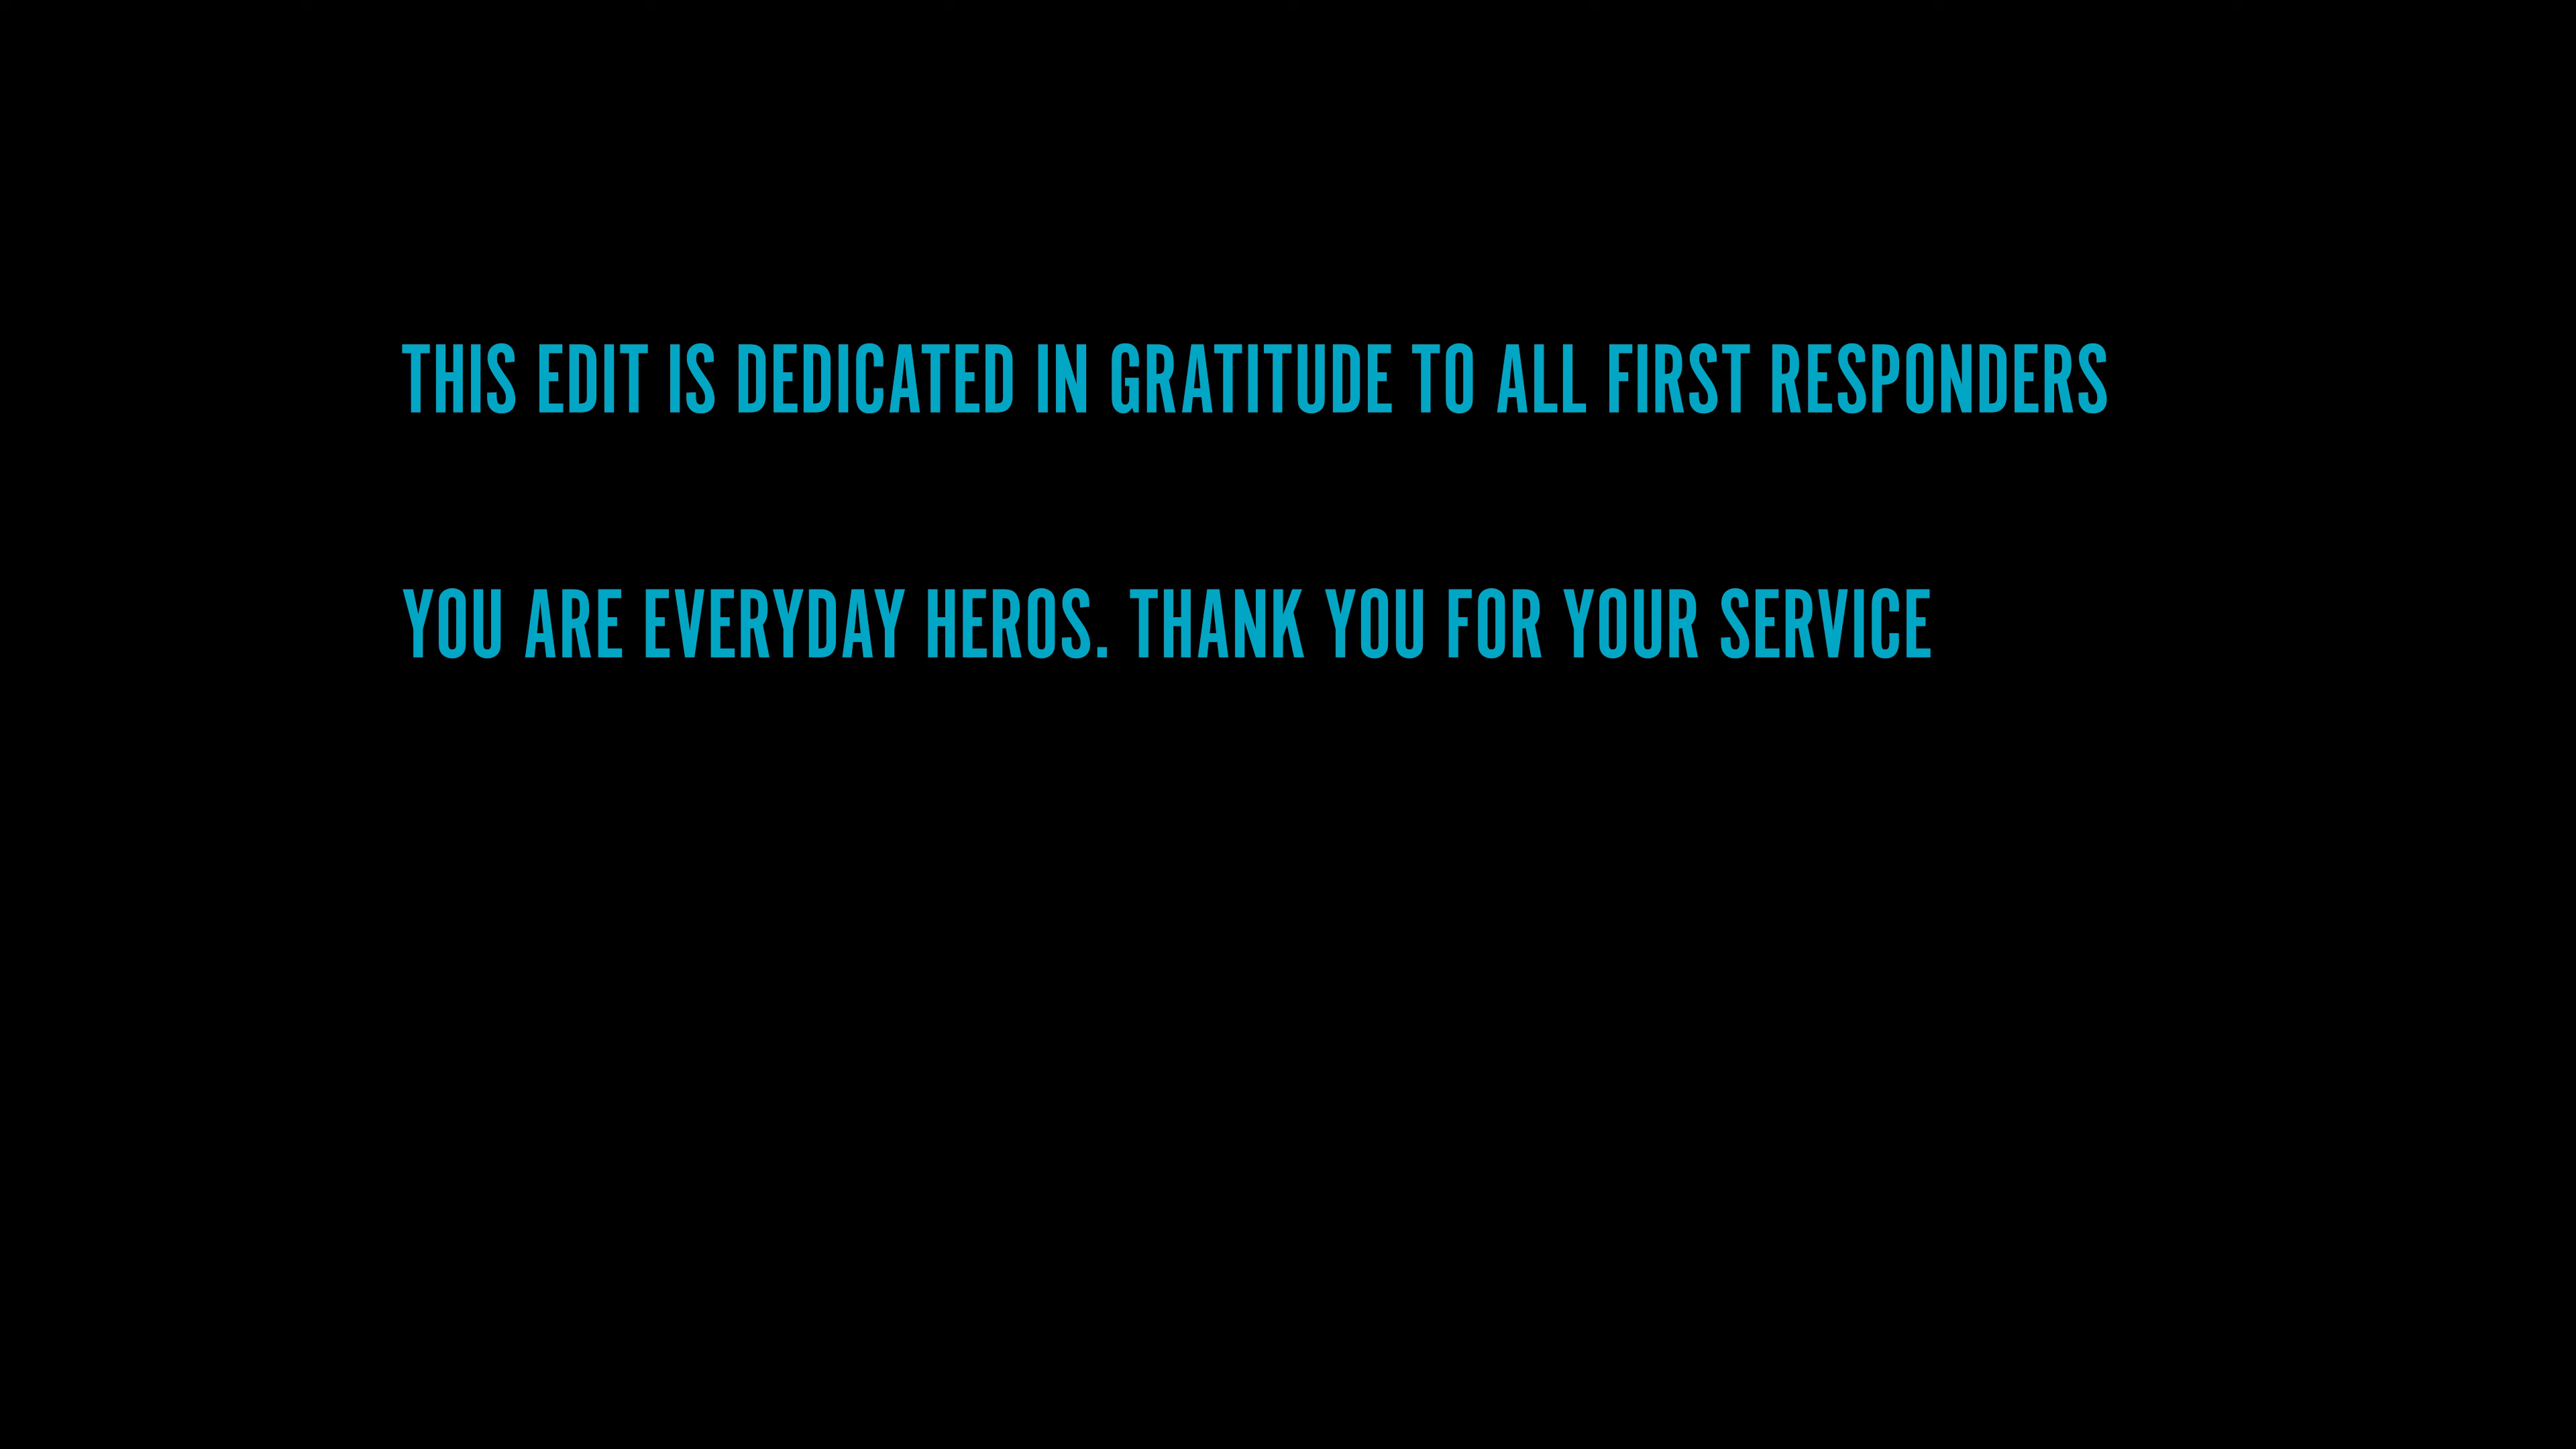 THIS EDIT IS DEDICATED IN GRATITUDE TO ALL FIRST RESPONDERS
YOU ARE EVERYDAY HEROS. THANK YOU FOR YOUR SERVICE